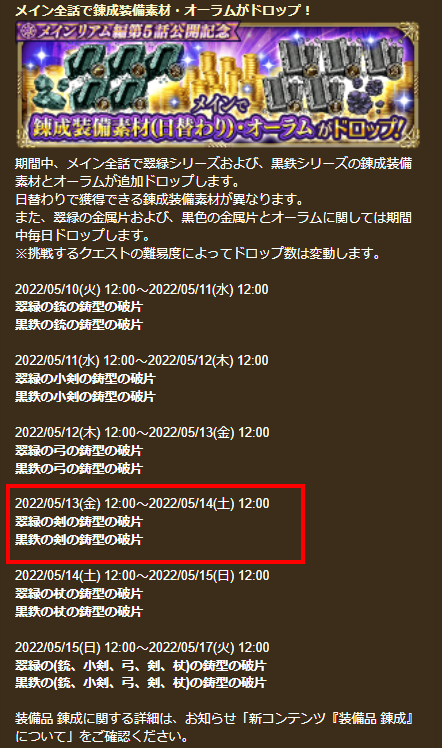 メイン全話で錬成装備素材・オーラムがドロップ！
メインリアム編第5話公開記念
メインで
錬成装備素材(日替わり)・オーラムがドロップ!
期間中、メイン全話で翠緑シリーズおよび、黒鉄シリーズの錬成装備
素材とオーラムが追加ドロップします。
日替わりで獲得できる錬成装備素材が異なります。
また、翠緑の金属片および、黒色の金属片とオーラムに関しては期間
中毎日ドロップします。
※挑戦するクエストの難易度によってドロップ数は変動します。
2022/05/10(火) 12:00～2022/05/11(水) 12:00
翠緑の銃の鋳型の破片
黒鉄の銃の鋳型の破片
2022/05/11(水) 12:00～2022/05/12(木) 12:00
翠緑の小剣の鋳型の破片
黒鉄の小剣の鋳型の破片
2022/05/12(木) 12:00～2022/05/13(金) 12:00
翠緑の弓の鋳型の破片
黒鉄の弓の鋳型の破片
2022/05/13(金) 12:00～2022/05/14(土) 12:00
翠緑の剣の鋳型の破片
黒鉄の剣の鋳型の破片
2022/05/14(土) 12:00～2022/05/15(日) 12:00
翠緑の杖の鋳型の破片
黒鉄の杖の鋳型の破片
2022/05/15(日) 12:00～2022/05/17(火) 12:00
翠緑の(銃、小剣、弓、剣、杖)の鋳型の破片
黒鉄の(銃、小剣、弓、剣、杖)の鋳型の破片
装備品 錬成に関する詳細は、お知らせ「新コンテンツ『装備品 錬成』
について」をご確認ください。